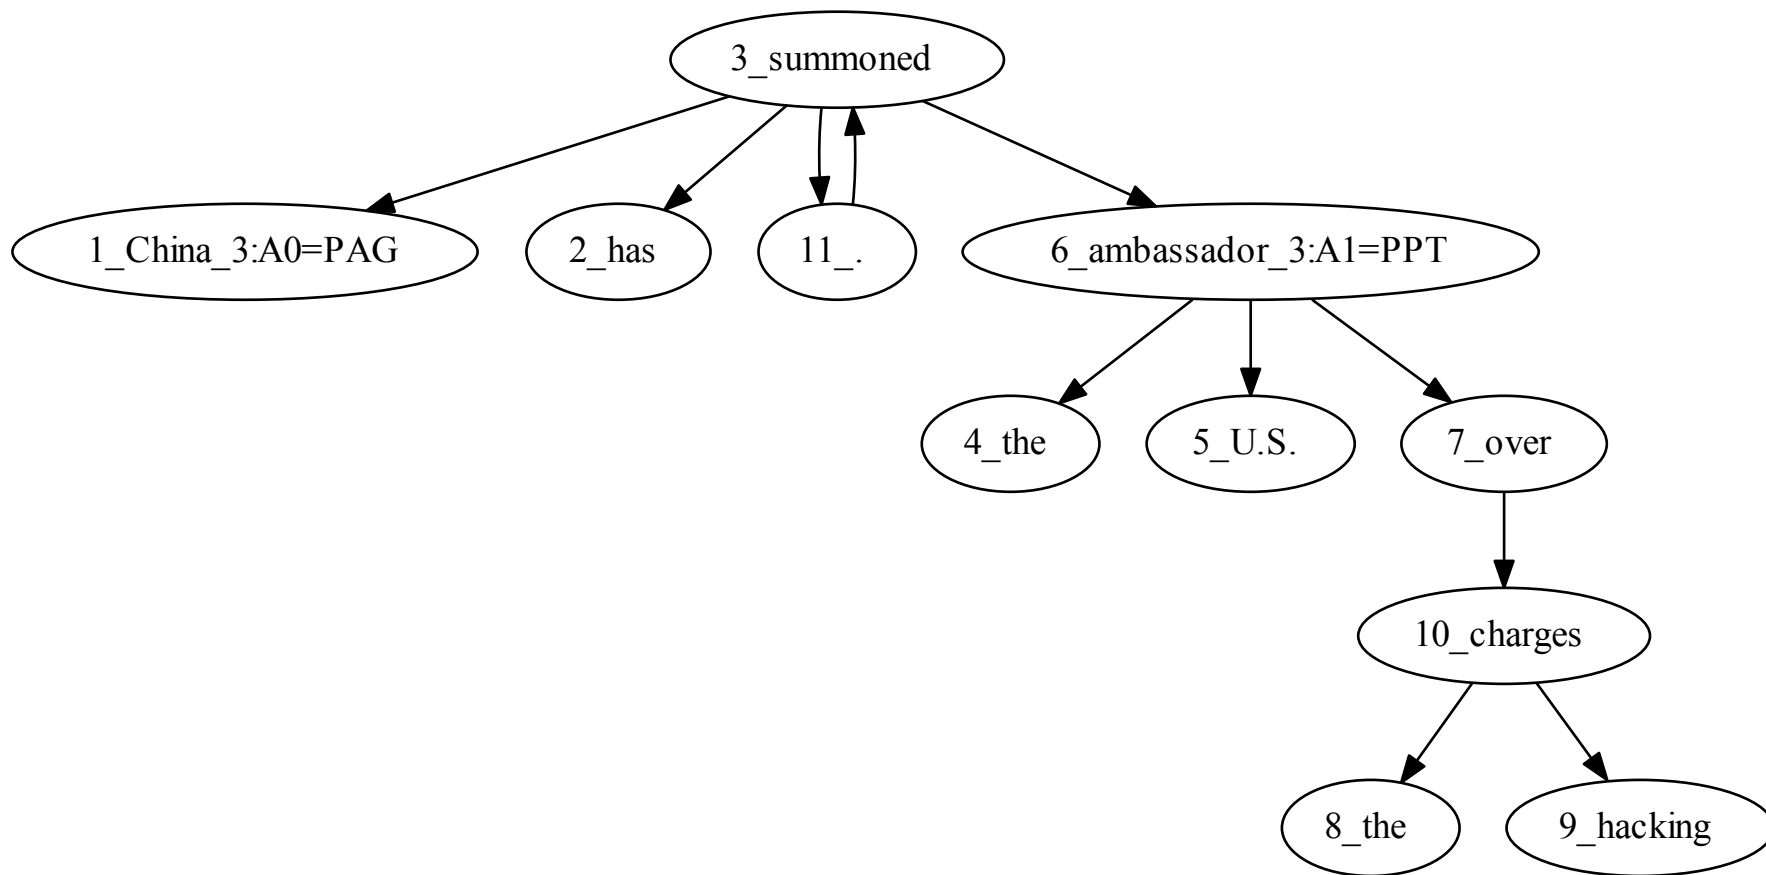 3_summoned
1_China_3:A0=PAG
2_has
11_.
6_ambassador_3:A1=PPT
4_the
5_U.S.
7_over
10_charges
8_the
9_hacking